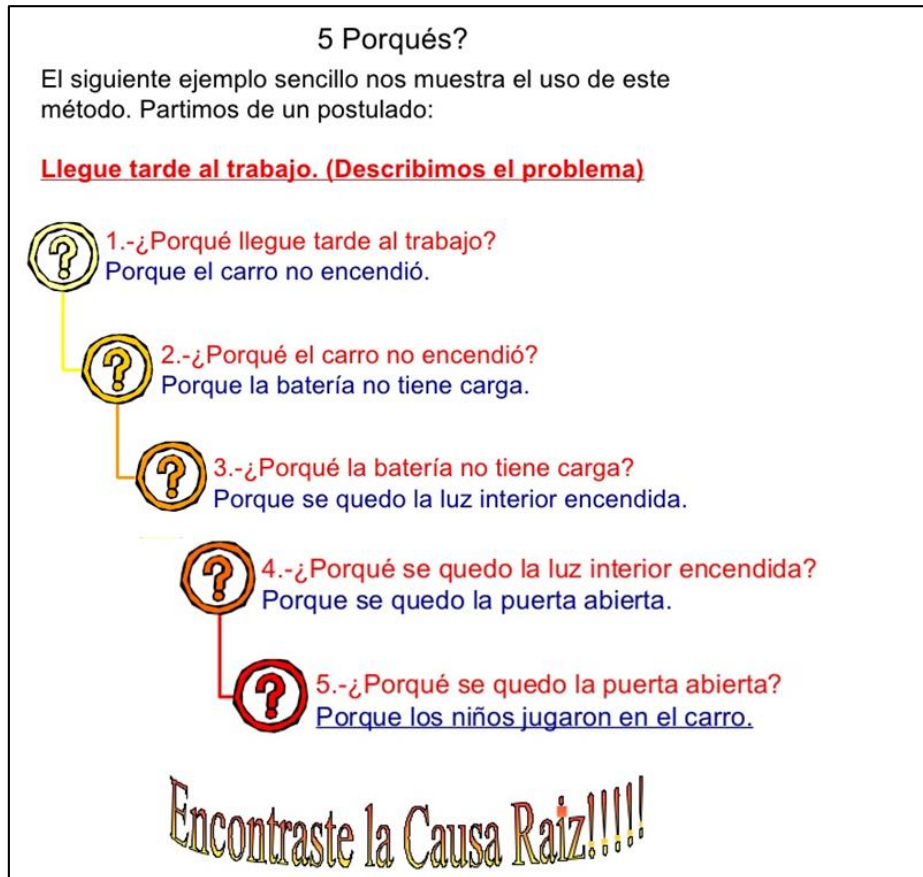 5 Porqués?
El siguiente ejemplo sencillo nos muestra el uso de este
método. Partimos de un postulado:
Llegue tarde al trabajo. (Describimos el problema)
1.-¿Porqué llegue tarde al trabajo?
Porque el carro no encendió.
2.-¿Porqué el carro no encendió?
Porque la batería no tiene carga.
3.-¿Porqué la batería no tiene carga?
Porque se quedo la luz interior encendida.
4.-¿Porqué se quedo la luz interior encendida?
Porque se quedo la puerta abierta.
5.-¿Porqué se quedo la puerta abierta?
Porque los niños jugaron en el carro.
Encontraste la Causa Raiz!!!!!